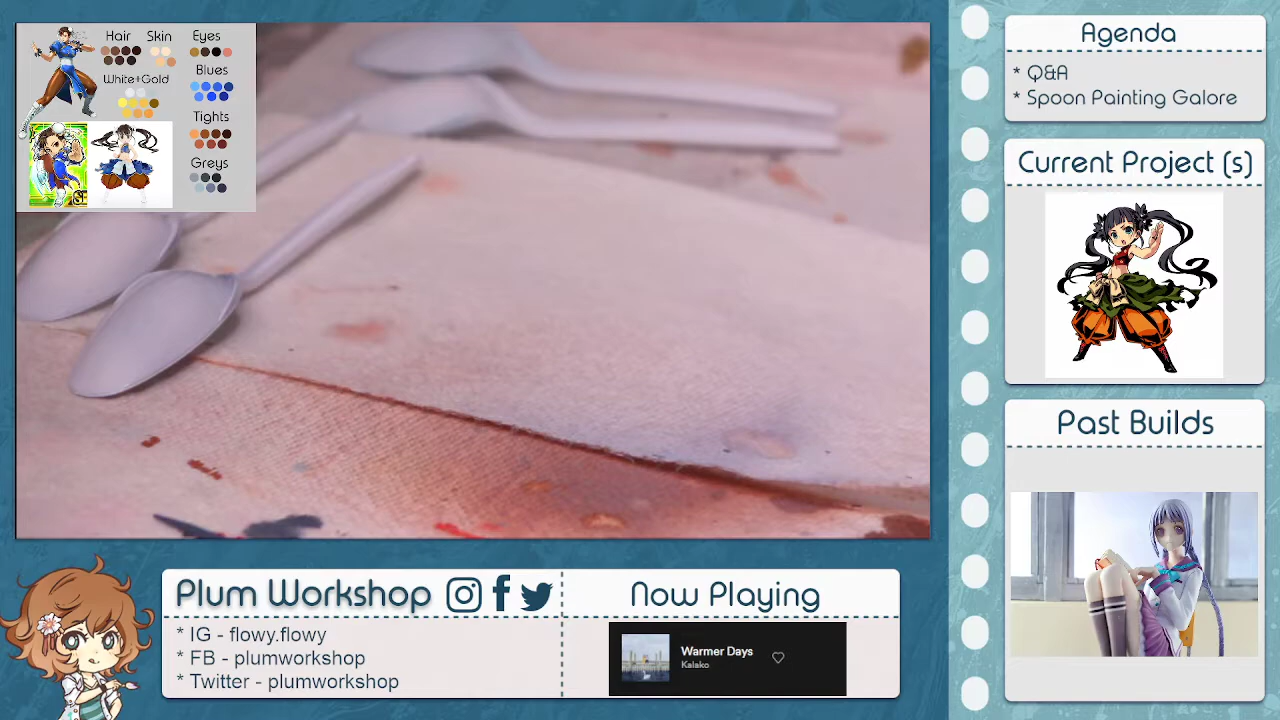 Hair Skin Eyes
White+Gold
Blues
Tights
Greys
Agenda
* Q&A
* Spoon Painting Galore
Current Project (s)
Past Builds
Plum Workshop
* IG - flowy.flowy
* FB - plumworkshop
* Twitter - plumworkshop
Now Playing
Warmer Days
Kalako